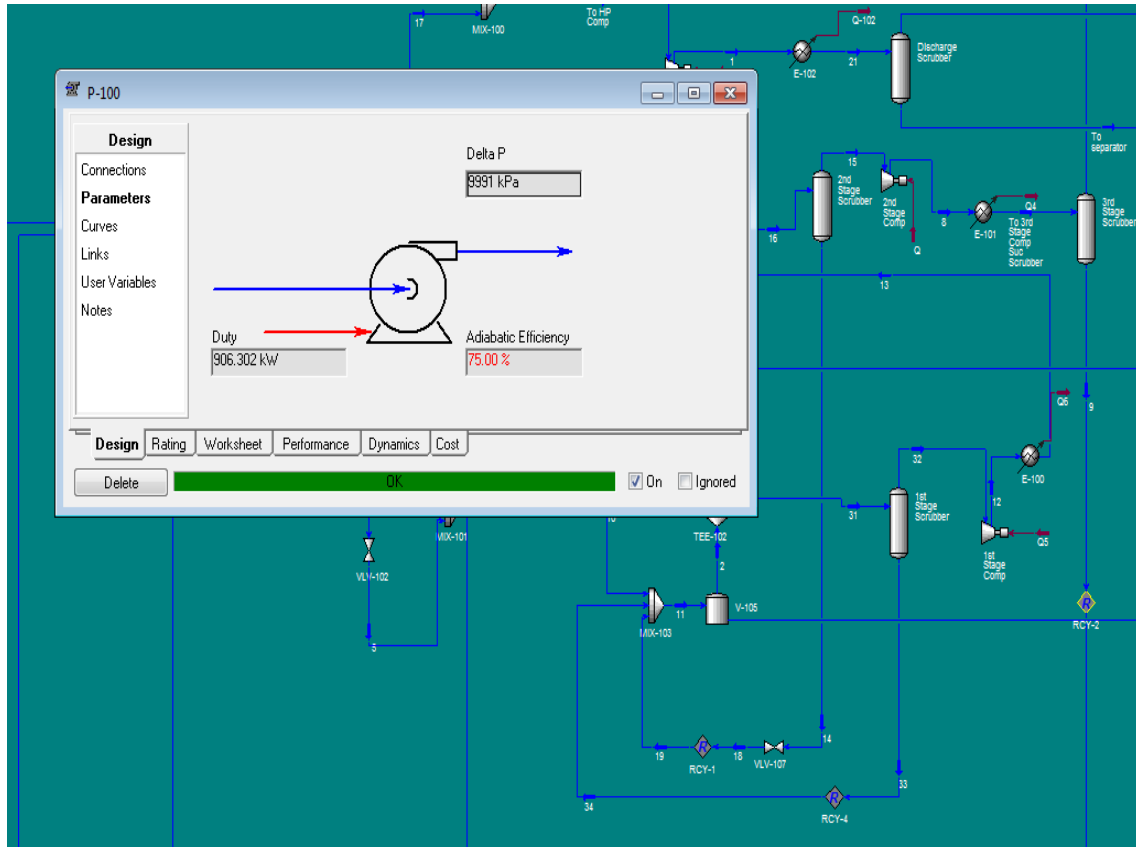 17
MIX-100
To HP
Comp
Q-102
1
E-102
21
Discharge
Scrubber
To
separator
P-100
Design
Connections
Parameters
Curves
Links
User Variables
Notes
Delta P
9991 kPa
Duty
906.302 kW
Adiabatic Efficiency
75.00 %
Design
Rating
Worksheet
Performance
Dynamics
Cost
Delete
OK
On
Ignored
15
2nd
Stage
Scrubber
2nd
Stage
Comp
16
Q
8
E-101
Q4
To 3rd
Stage
Comp
Suc
Scrubber
3rd
Stage
Scrubber
13
Q6
9
32
E-100
12
31
1st
Stage
Scrubber
1st
Stage
Comp
Q5
MIX-101
VLV-102
TEE-102
2
MIX-103
11
V-105
RCY-2
19
RCY-1
18
VLV-107
14
33
34
RCY-4